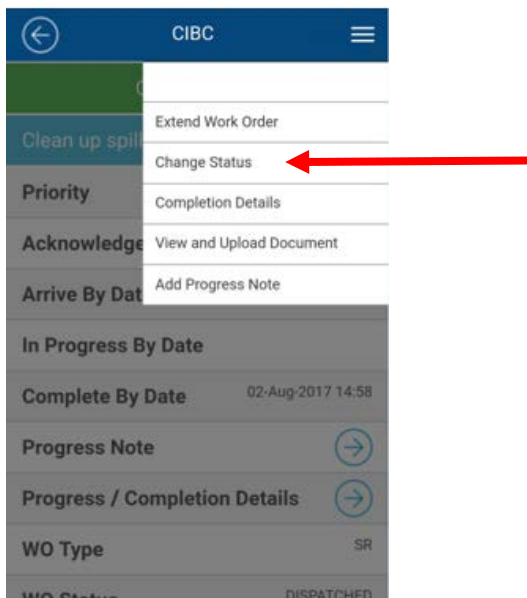 CIBC
Extend Work Order
Clean up spill
Change Status
Priority
Completion Details
Acknowledge
View and Upload Document
Arrive By Dat
Add Progress Note
In Progress By Date
Complete By Date 02-Aug-2017 14:58
Progress Note
Progress / Completion Details
WO Type SR
WO Status DISPATCHED